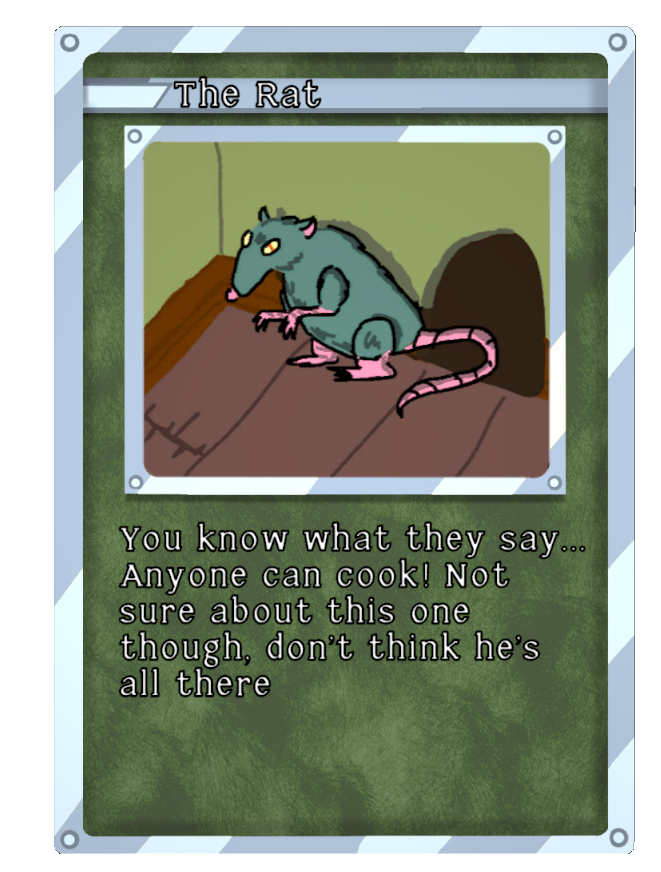 The Rat
You know what they say...
Anyone can cook! Not
sure about this one
though, don't think he's
all there